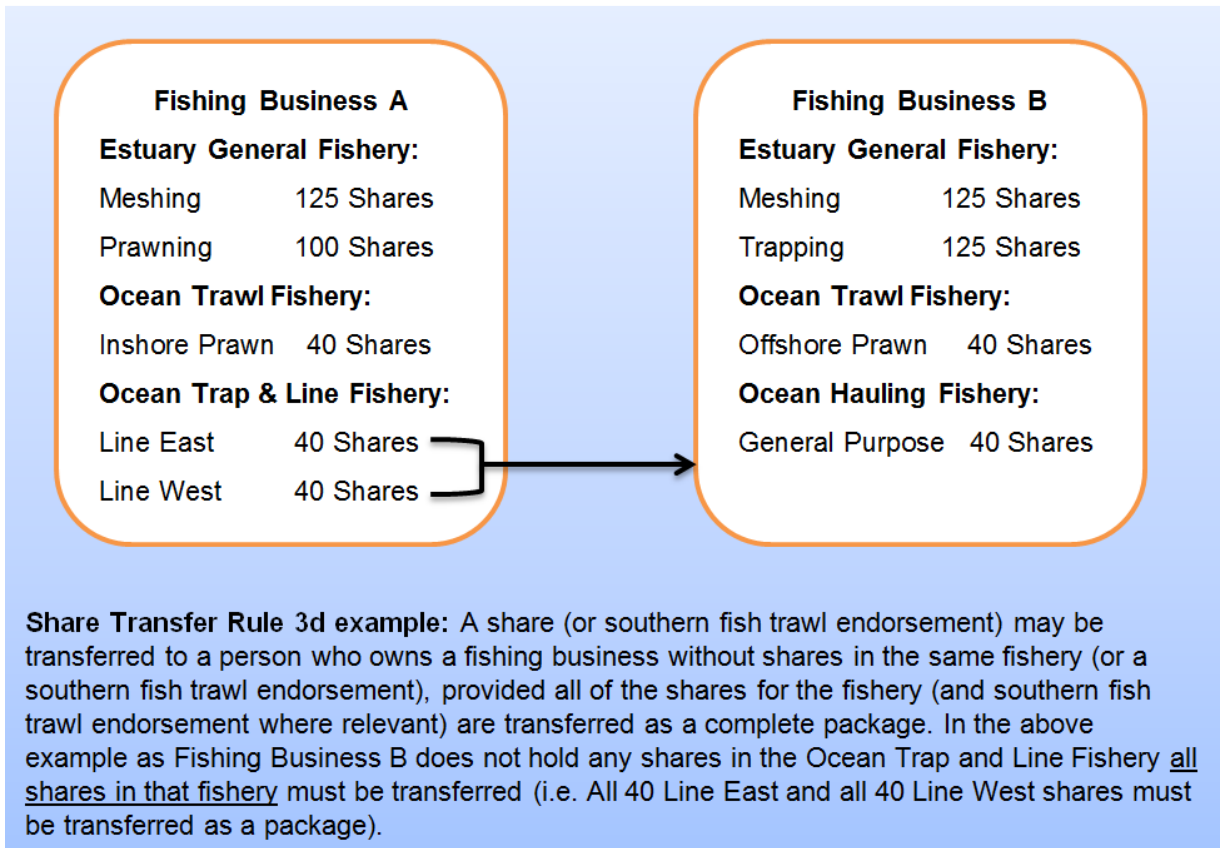 Fishing Business A
Estuary General Fishery:
Meshing 125 Shares
Prawning 100 Shares
Ocean Trawl Fishery:
Inshore Prawn 40 Shares
Ocean Trap & Line Fishery:
Line East 40 Shares
Line West 40 Shares
Fishing Business B
Estuary General Fishery:
Meshing 125 Shares
Trapping 125 Shares
Ocean Trawl Fishery:
Offshore Prawn 40 Shares
Ocean Hauling Fishery:
General Purpose 40 Shares
Share Transfer Rule 3d example: A share (or southern fish trawl endorsement) may be
transferred to a person who owns a fishing business without shares in the same fishery (or a
southern fish trawl endorsement), provided all of the shares for the fishery (and southern fish
trawl endorsement where relevant) are transferred as a complete package. In the above
example as Fishing Business B does not hold any shares in the Ocean Trap and Line Fishery all
shares in that fishery must be transferred (i.e. All 40 Line East and all 40 Line West shares must
be transferred as a package).